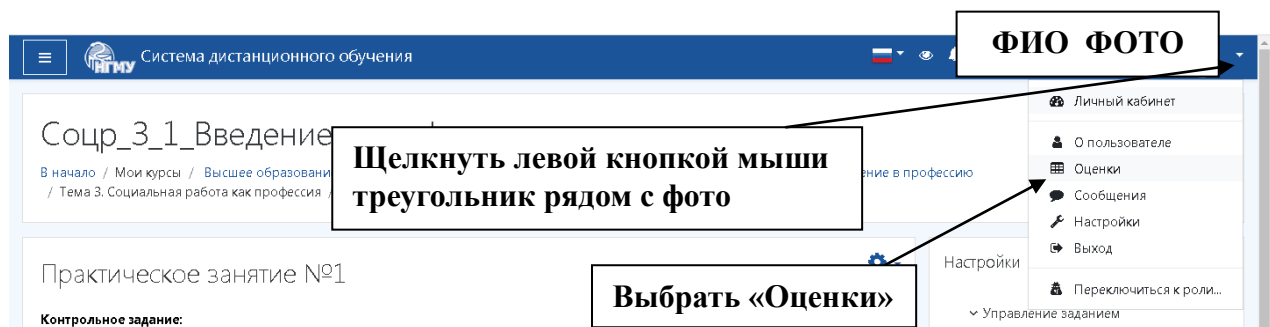 ФИО ФОТО
НГМУ Система дистанционного обучения
Личный кабинет
Соцр_3_1_Введение
О пользователе
Щелкнуть левой кнопкой мыши
треугольник рядом с фото
В начало / Мои курсы / Высшее
Оценки
/ Тема 3. Социальная работа как профессия /
в профессию
Сообщения
Настройки
Выход
Практическое занятие №1
Настройки
Выбрать «Оценки»
Переключиться к роли...
Управление заданием
Контрольное задание: